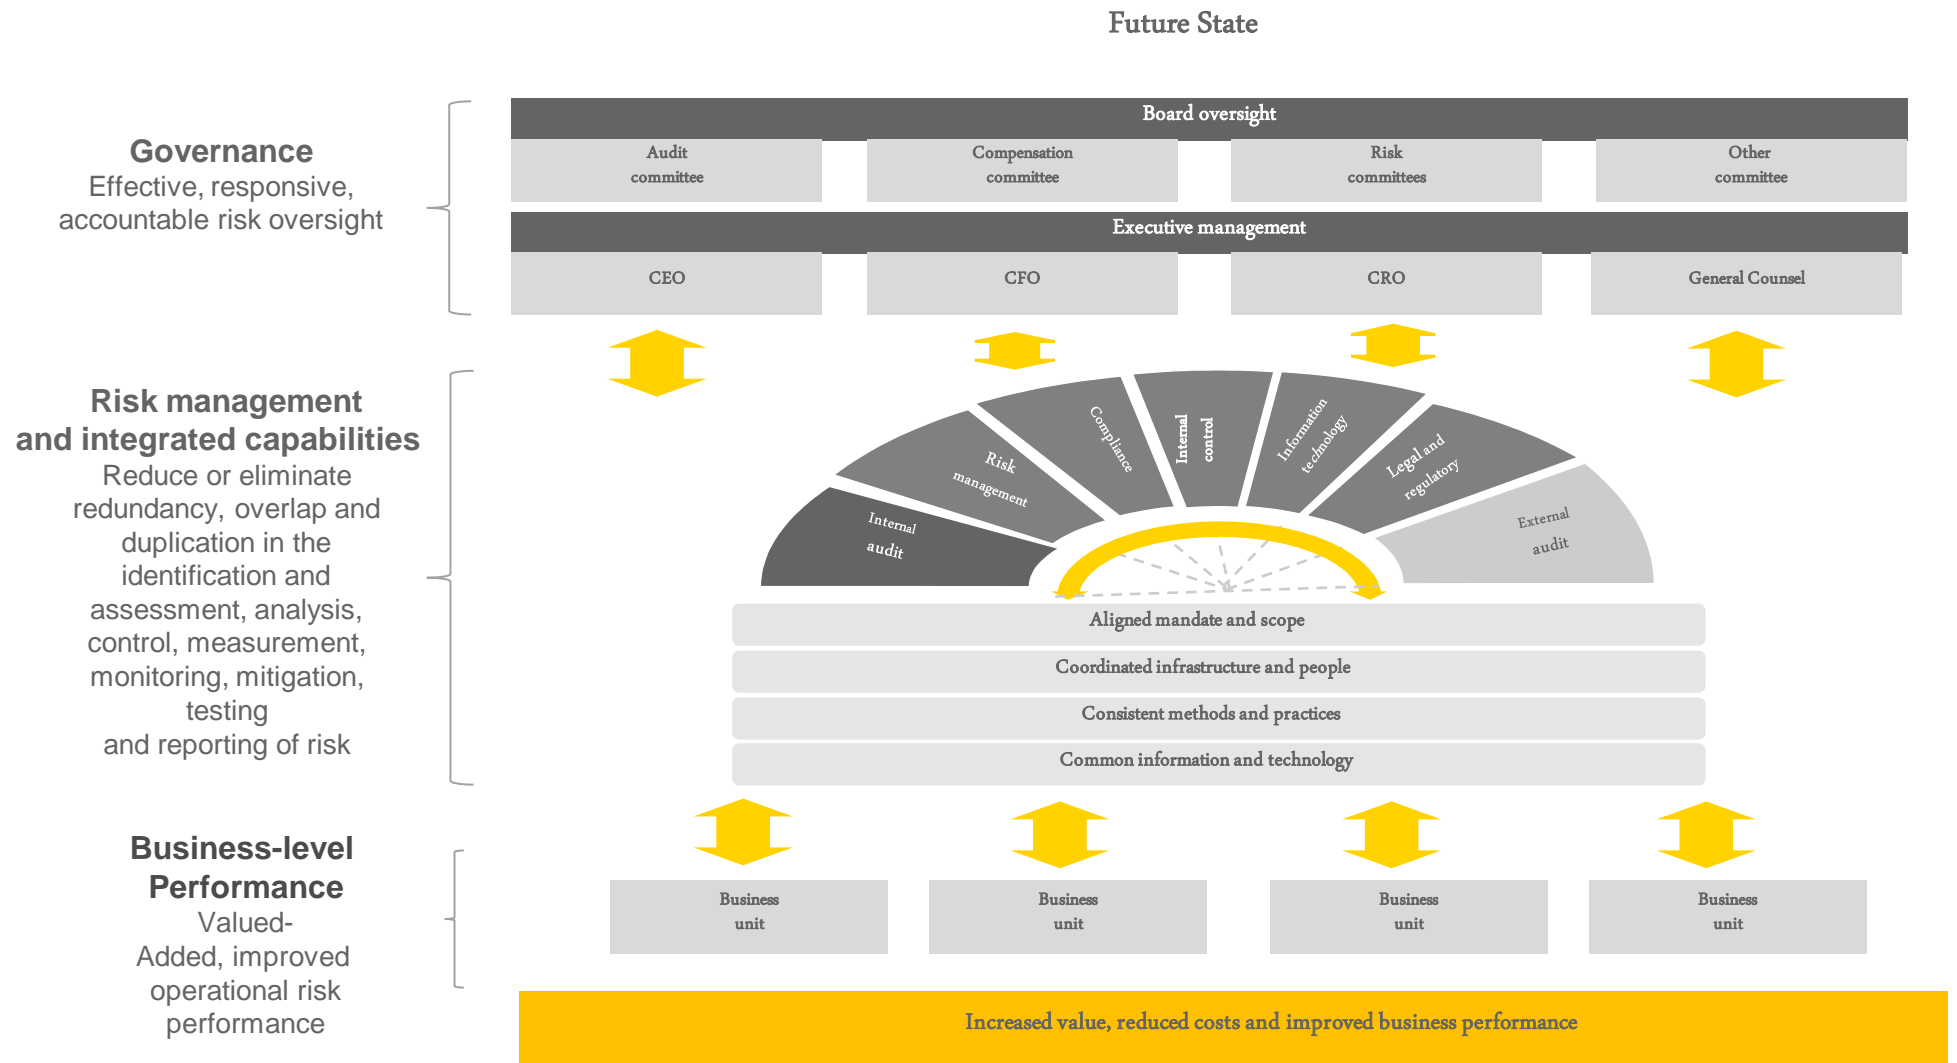 Future State
Governance
Effective, responsive,
accountable risk oversight
Board oversight
Audit
committee
Compensation
committee
Risk
committees
Other
committee
Executive management
CEO
CFO
CRO
General Counsel
Risk management
and integrated capabilities
Reduce or eliminate
redundancy, overlap and
duplication in the
identification and
assessment, analysis,
control, measurement,
monitoring, mitigation,
testing
and reporting of risk
Internal
audit
Risk
management
Compliance
Internal
control
Information
technology
Legal and
regulatory
External
audit
Aligned mandate and scope
Coordinated infrastructure and people
Consistent methods and practices
Common information and technology
Business-level
Performance
Valued-
Added, improved
operational risk
performance
Business
unit
Business
unit
Business
unit
Business
unit
Increased value, reduced costs and improved business performance